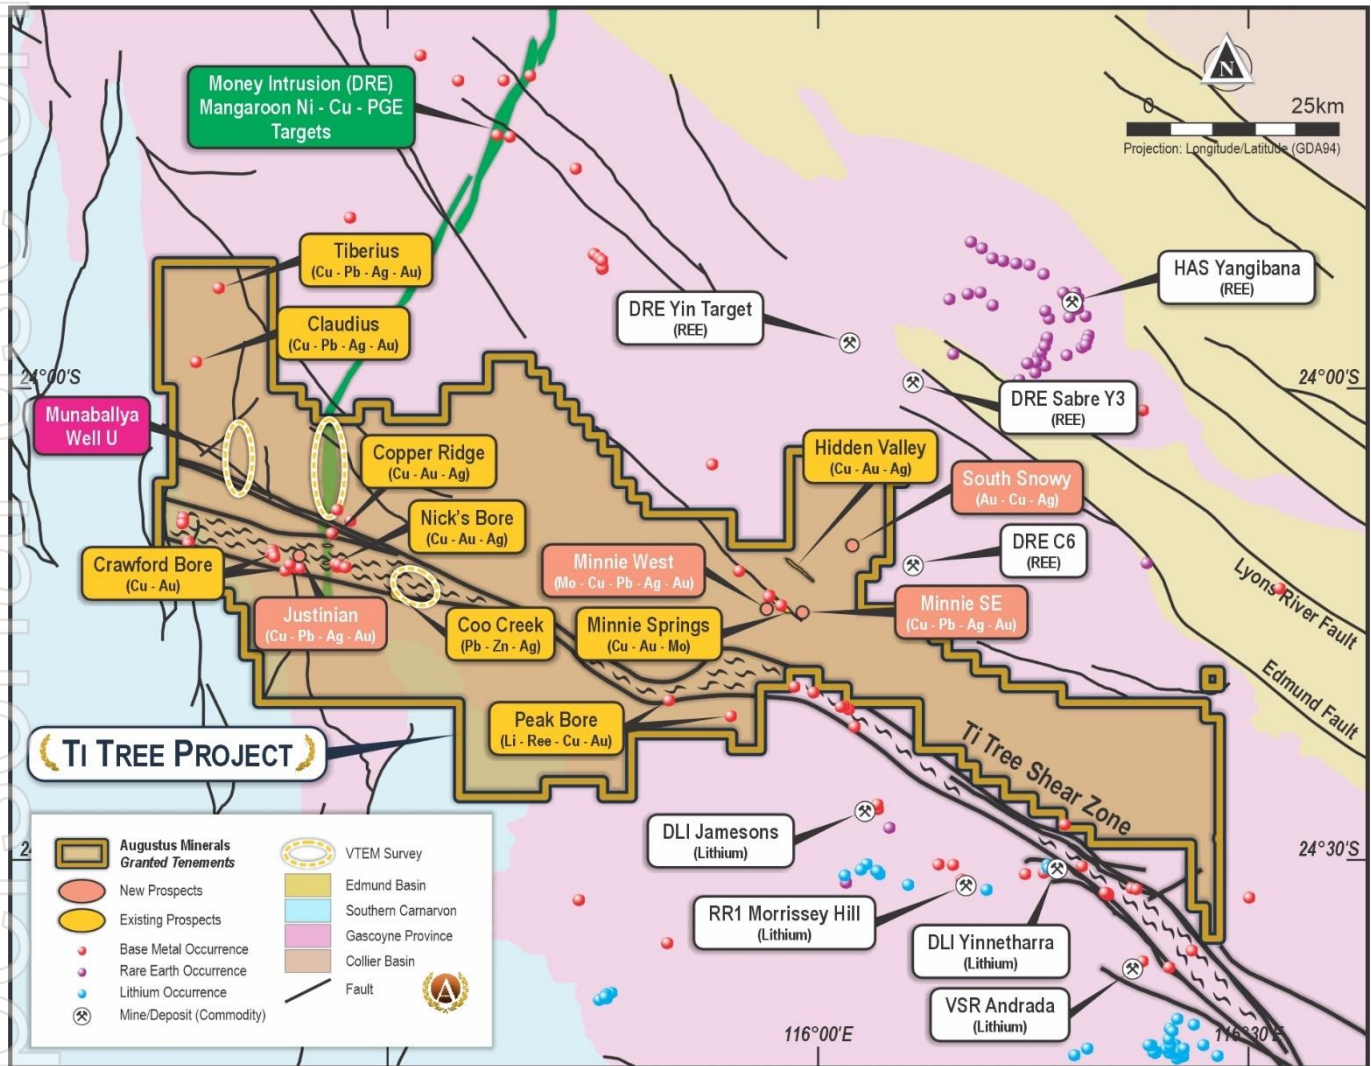 Money Intrusion (DRE)
Mangaroon Ni - Cu - PGE
Targets
N
0 25km
Projection: Longitude/Latitude (GDA94)
Tiberius
(Cu - Pb - Ag - Au)
HAS Yangibana
(REE)
DRE Yin Target
(REE)
Claudius
(Cu - Pb - Ag - Au)
24°00'S
24°00'S
DRE Sabre Y3
(REE)
Munaballya
Well U
Copper Ridge
(Cu - Au - Ag)
Hidden Valley
(Cu - Au - Ag)
South Snowy
(Au - Cu - Ag)
Nick's Bore
(Cu - Au - Ag)
DRE C6
(REE)
Crawford Bore
(Cu - Au)
Minnie West
(Mo - Cu - Pb - Ag - Au)
Lyons River Fault
Justinian
(Cu - Pb - Ag - Au)
Coo Creek
(Pb - Zn - Ag)
Minnie Springs
(Cu - Au - Mo)
Minnie SE
(Cu - Pb - Ag - Au)
Edmund Fault
Peak Bore
(Li - Ree - Cu - Au)
TI TREE PROJECT
Ti Tree Shear Zone
DLI Jamesons
(Lithium)
24°30'S
RR1 Morrissey Hill
(Lithium)
DLI Yinnetharra
(Lithium)
VSR Andrada
(Lithium)
116°00'E
116°30'E
24
Augustus Minerals
Granted Tenements
New Prospects
Existing Prospects
Base Metal Occurrence
Rare Earth Occurrence
Lithium Occurrence
Mine/Deposit (Commodity)
VTEM Survey
Edmund Basin
Southern Carnarvon
Gascoyne Province
Collier Basin
Fault
A